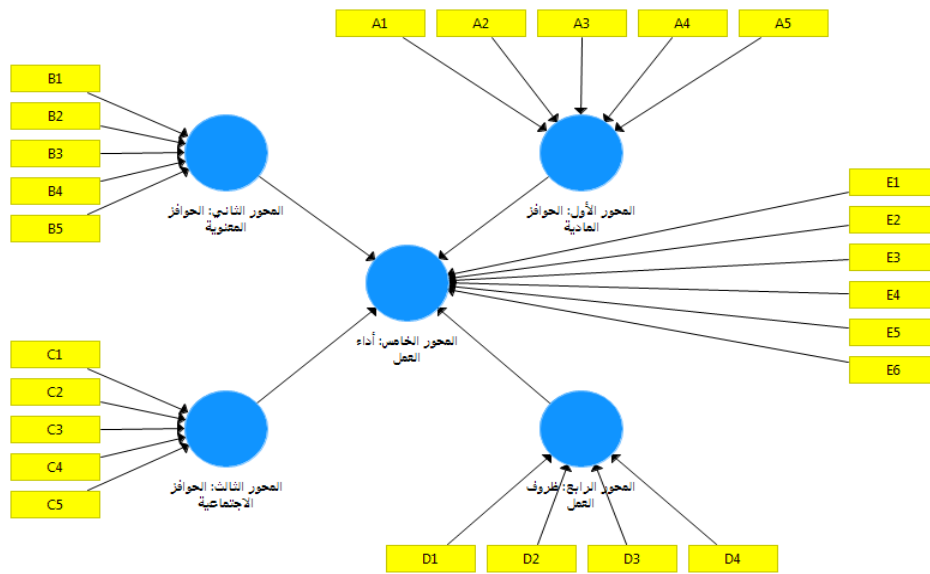 A1
A2
A3
A4
A5
B1
B2
B3
B4
B5
المحور الثاني: الحوافز
المعنوية
المحور الأول: الحوافز
المادية
E1
E2
E3
E4
E5
E6
المحور الخامس: أداء
العمل
C1
C2
C3
C4
C5
المحور الثالث: الحوافز
الاجتماعية
المحور الرابع: ظروف
العمل
D1
D2
D3
D4